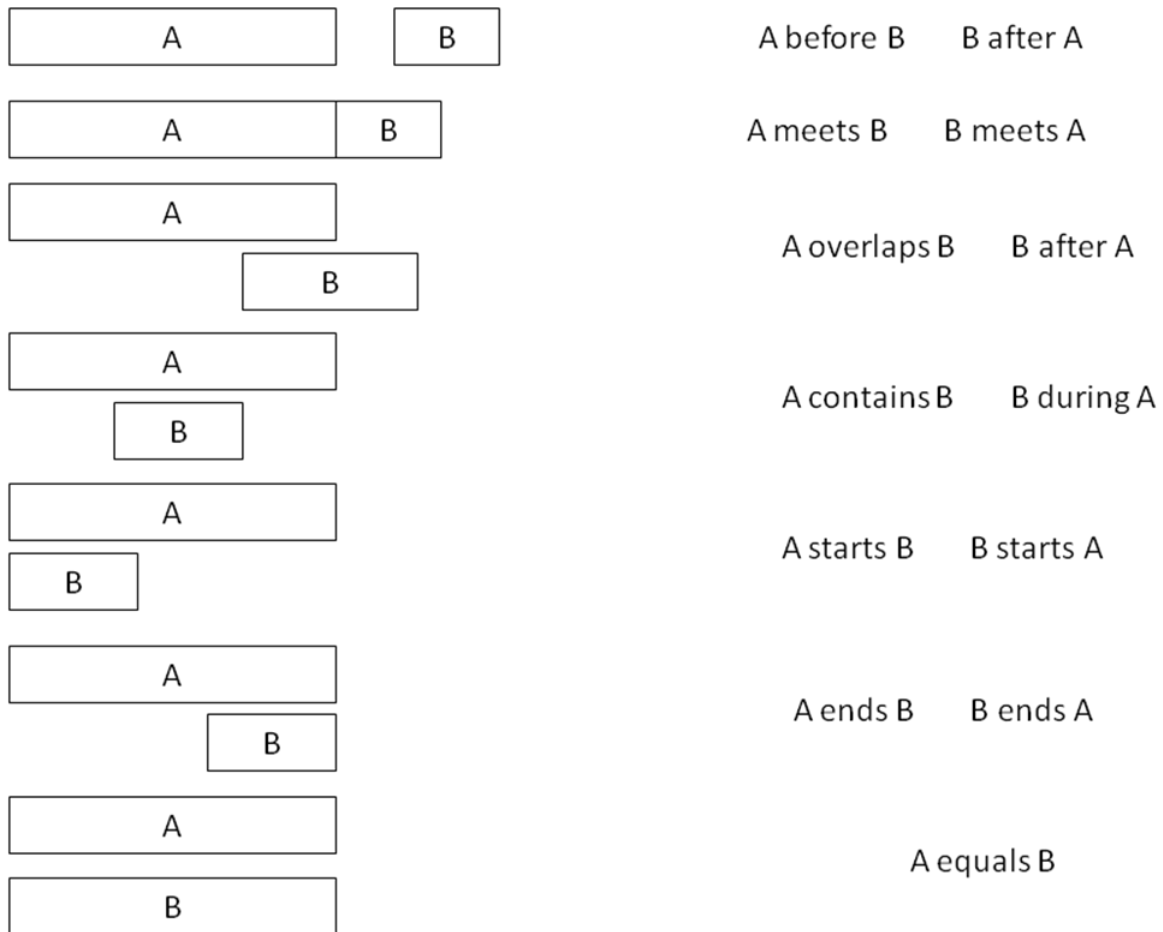 A B A before B B after A
A B A meets B B meets A
A
A overlaps B B after A
B
A
A contains B B during A
B
A
A starts B B starts A
B
A
A ends B B ends A
B
A
A equals B
B